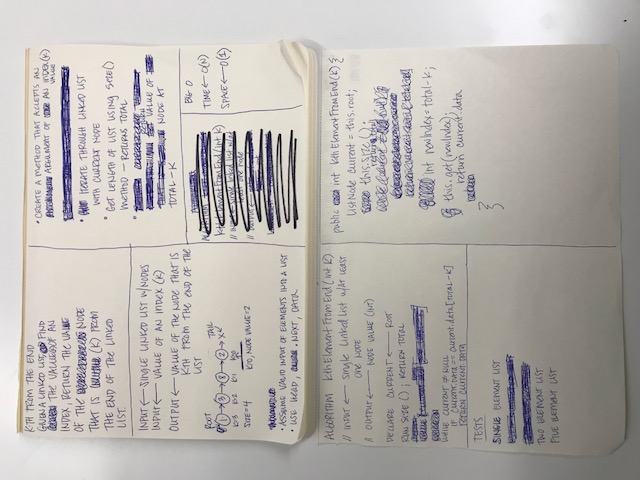 KTH FROM THE END
GIVEN A LINKED LIST, FIND
THE VALUE OF AN
INDEX, RETURN THE VALUE
OF THE NODE
THAT IS (K) FROM
THE END OF THE LINKED
LIST.
INPUT ← SINGLE LINKED LIST W/NODES
INPUT ← VALUE OF AN INDEX (K)
OUTPUT ← VALUE OF THE NODE THAT IS
KTH FROM THE END OF THE LIST
ROOT
TAIL
1 → 3 → 8 → 2 → X
K=3 K=2 K=1 K=0
SIZE=4 K=0, NODE VALUE=2
• ASSUME VALID INPUT OF ELEMENTS INTO A LIST
• USE HEAD, .NEXT, DATA
• CREATE A METHOD THAT ACCEPTS AN
ARGUMENT OF AN INDEX (K)
VALUE
• ITERATE THROUGH LINKED LIST
WITH CURRENT NODE
• GET LENGTH OF LIST USING SIZE()
METHOD – RETURNS TOTAL
• RETURN
VALUE OF
NODE AT
TOTAL – K
KthElementFromEnd(int k)
// INPUT ← Single linked list w/at
least one node
// OUTPUT ←
BIG O
TIME ← O(N)
SPACE ← O(1)
ALGORITHM KthElementFromEnd(int k)
// INPUT ← Single Linked List w/At least
one NODE
// OUTPUT ← NODE VALUE (INT)
DECLARE CURRENT ← ROOT
RUN SIZE(); RETURN TOTAL
WHILE CURRENT ≠ NULL
IF CURRENT.DATA == CURRENT.DATA[TOTAL-K]
RETURN CURRENT.DATA
TESTS
SINGLE ELEMENT LIST
TWO ELEMENT LIST
FIVE ELEMENT LIST
public int kthElementFromEnd(k) {
ListNode current = this.root;
this.size();
return total;
int newIndex = total-k;
this.get(newIndex);
return current.data
}